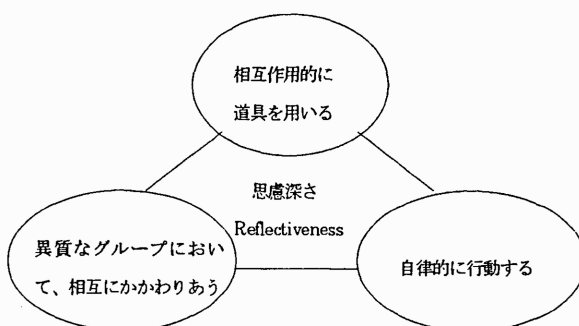 相互作用的に
道具を用いる
思慮深さ
Reflectiveness
異質なグループにおい
て、相互にかかわりあう
自律的に行動する